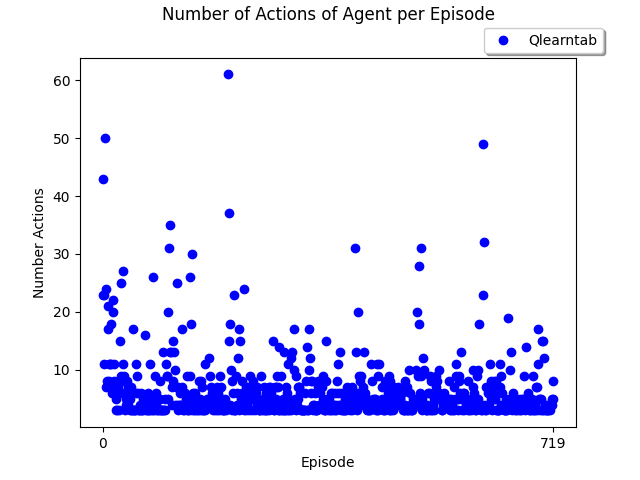 Number of Actions of Agent per Episode
Qlearntab
60
50
40
30
20
10
Number Actions
0
719
Episode